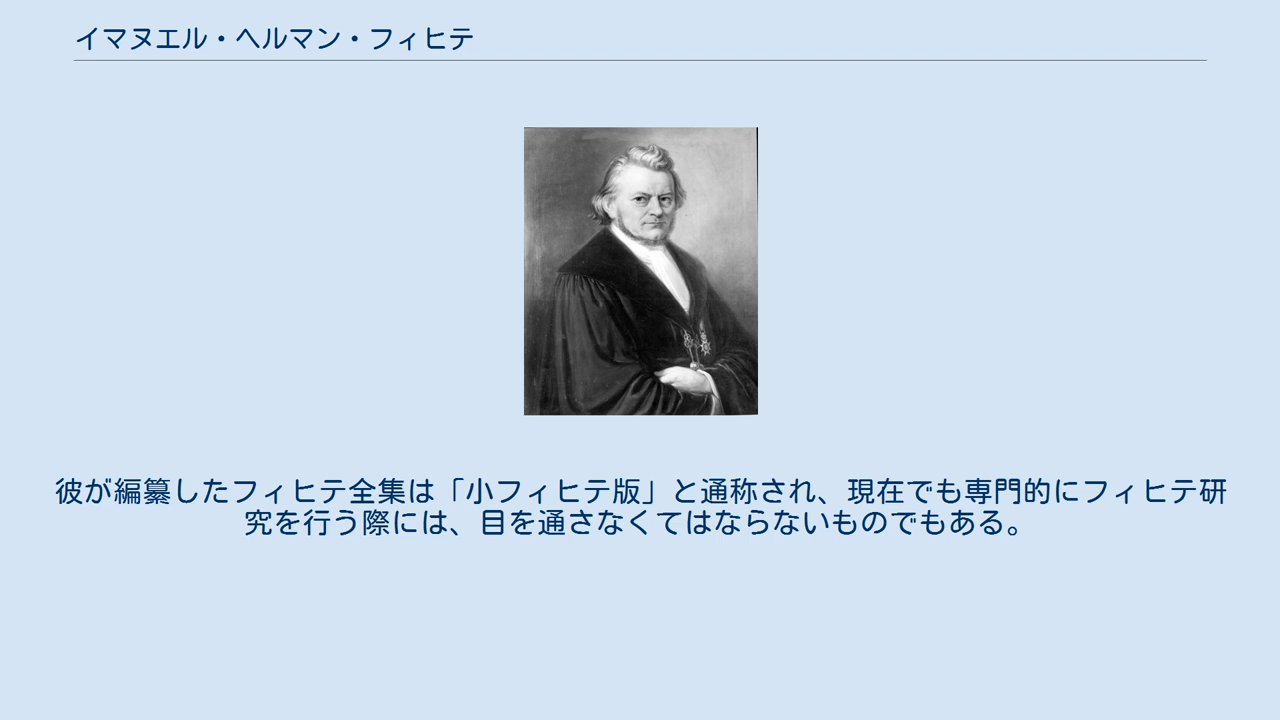 イマヌエル・ヘルマン・フィヒテ
彼が編纂したフィヒテ全集は「小フィヒテ版」と通称され、現在でも専門的にフィヒテ研
究を行う際には、目を通さなくてはならないものでもある。